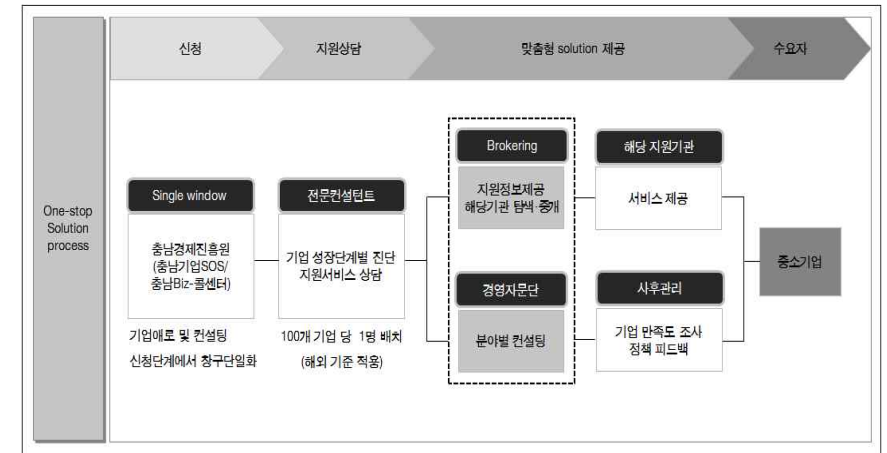 신청
지원상담
맞춤형 solution 제공
수요자
One-stop
Solution
process
Single window
충남경제진흥원
(충남기업SOS/
충남Biz-콜센터)
기업애로 및 컨설팅
신청단계에서 창구단일화
전문컨설턴트
기업 성장단계별 진단
지원서비스 상담
100개 기업 당 1명 배치
(해외 기준 적용)
Brokering
지원정보제공
해당기관 탐색·중개
경영자문단
분야별 컨설팅
해당 지원기관
서비스 제공
사후관리
기업 만족도 조사
정책 피드백
중소기업